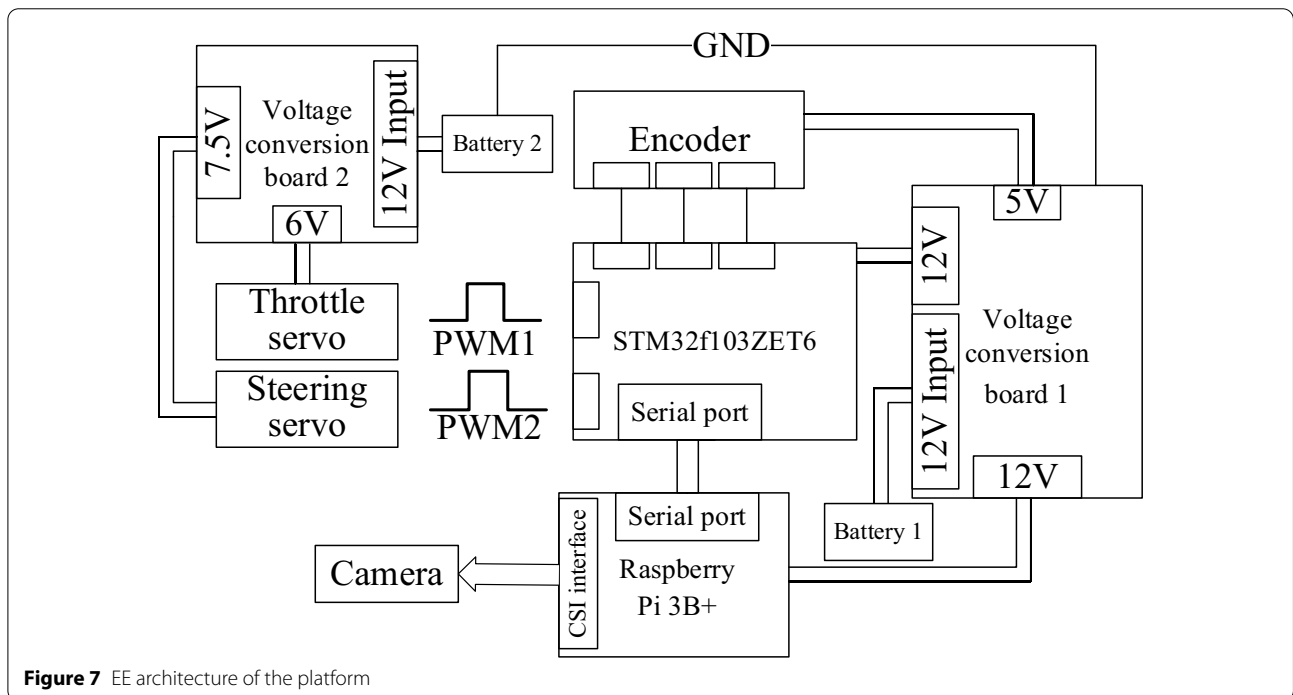 GND
Voltage
conversion
board 2
7.5V
12V Input
6V
Battery 2
Encoder
5V
12V
12V Input
Voltage
conversion
board 1
12V
Throttle
servo
Steering
servo
PWM1
PWM2
STM32f103ZET6
Serial port
Serial port
Battery 1
Camera
CSI interface
Raspberry
Pi 3B+
Figure 7 EE architecture of the platform